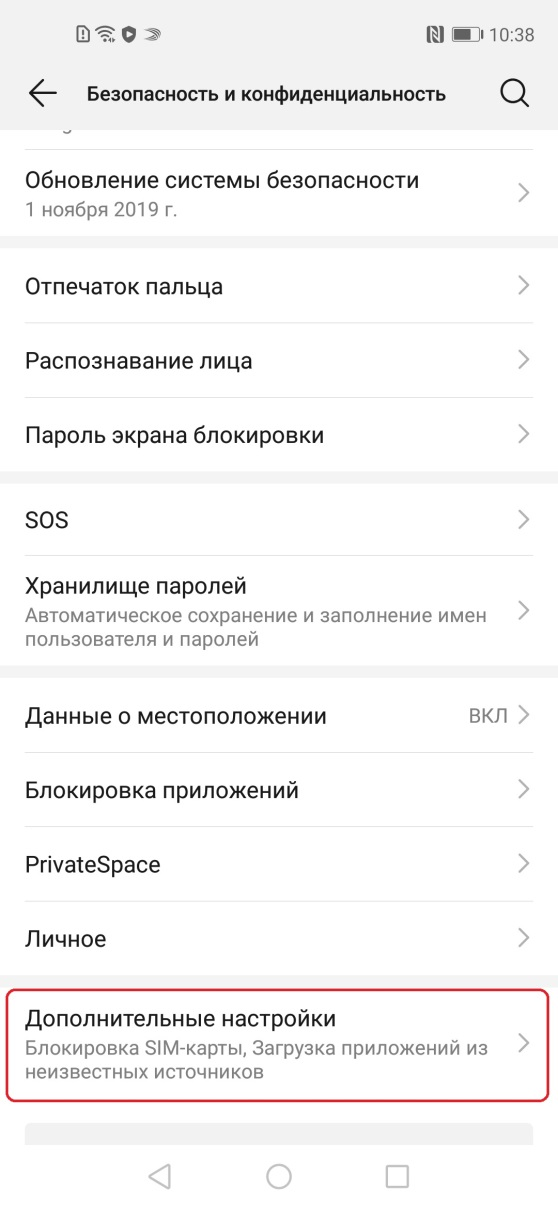 10:38
Безопасность и конфиденциальность
Обновление системы безопасности
1 ноября 2019 г.
Отпечаток пальца
Распознавание лица
Пароль экрана блокировки
SOS
Хранилище паролей
Автоматическое сохранение и заполнение имен
пользователя и паролей
Данные о местоположении
ВКЛ
Блокировка приложений
PrivateSpace
Личное
Дополнительные настройки
Блокировка SIM-карты, Загрузка приложений из
неизвестных источников